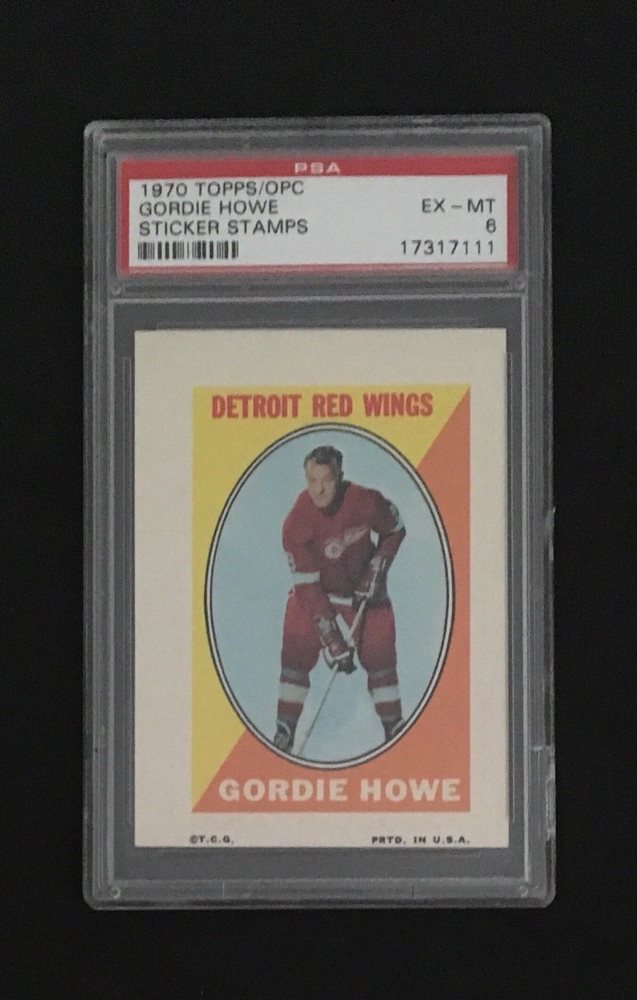 PSA
1970 TOPPS/OPC
GORDIE HOWE EX - MT
STICKER STAMPS 6
17317111
DETROIT RED WINGS
GORDIE HOWE
©T.C.G. PRTD. IN U.S.A.